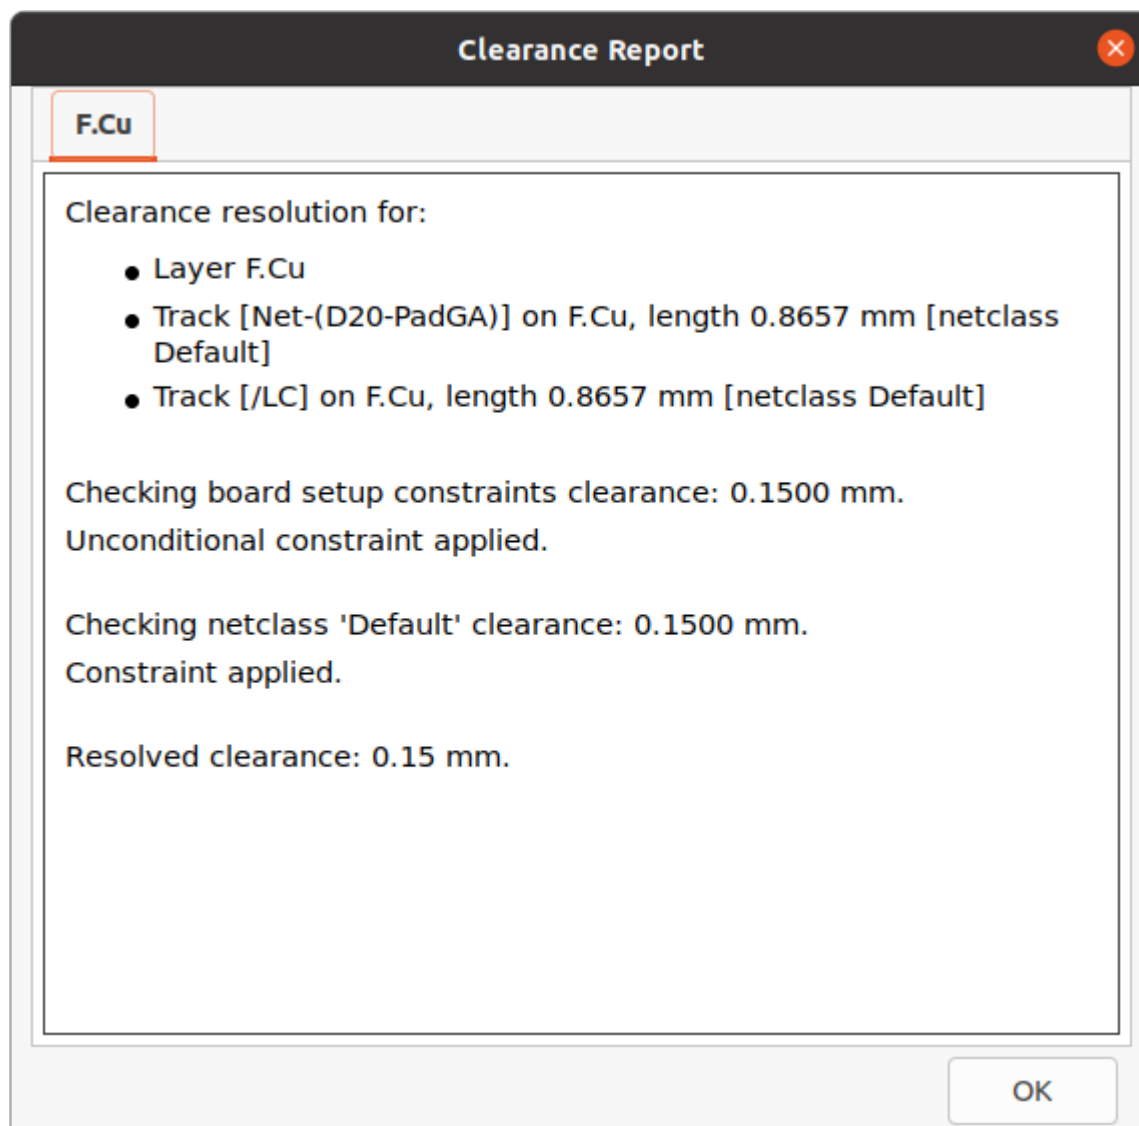 Clearance Report
F.Cu
Clearance resolution for:
● Layer F.Cu
● Track [Net-(D20-PadGA)] on F.Cu, length 0.8657 mm [netclass
Default]
● Track [/LC] on F.Cu, length 0.8657 mm [netclass Default]
Checking board setup constraints clearance: 0.1500 mm.
Unconditional constraint applied.
Checking netclass 'Default' clearance: 0.1500 mm.
Constraint applied.
Resolved clearance: 0.15 mm.
OK